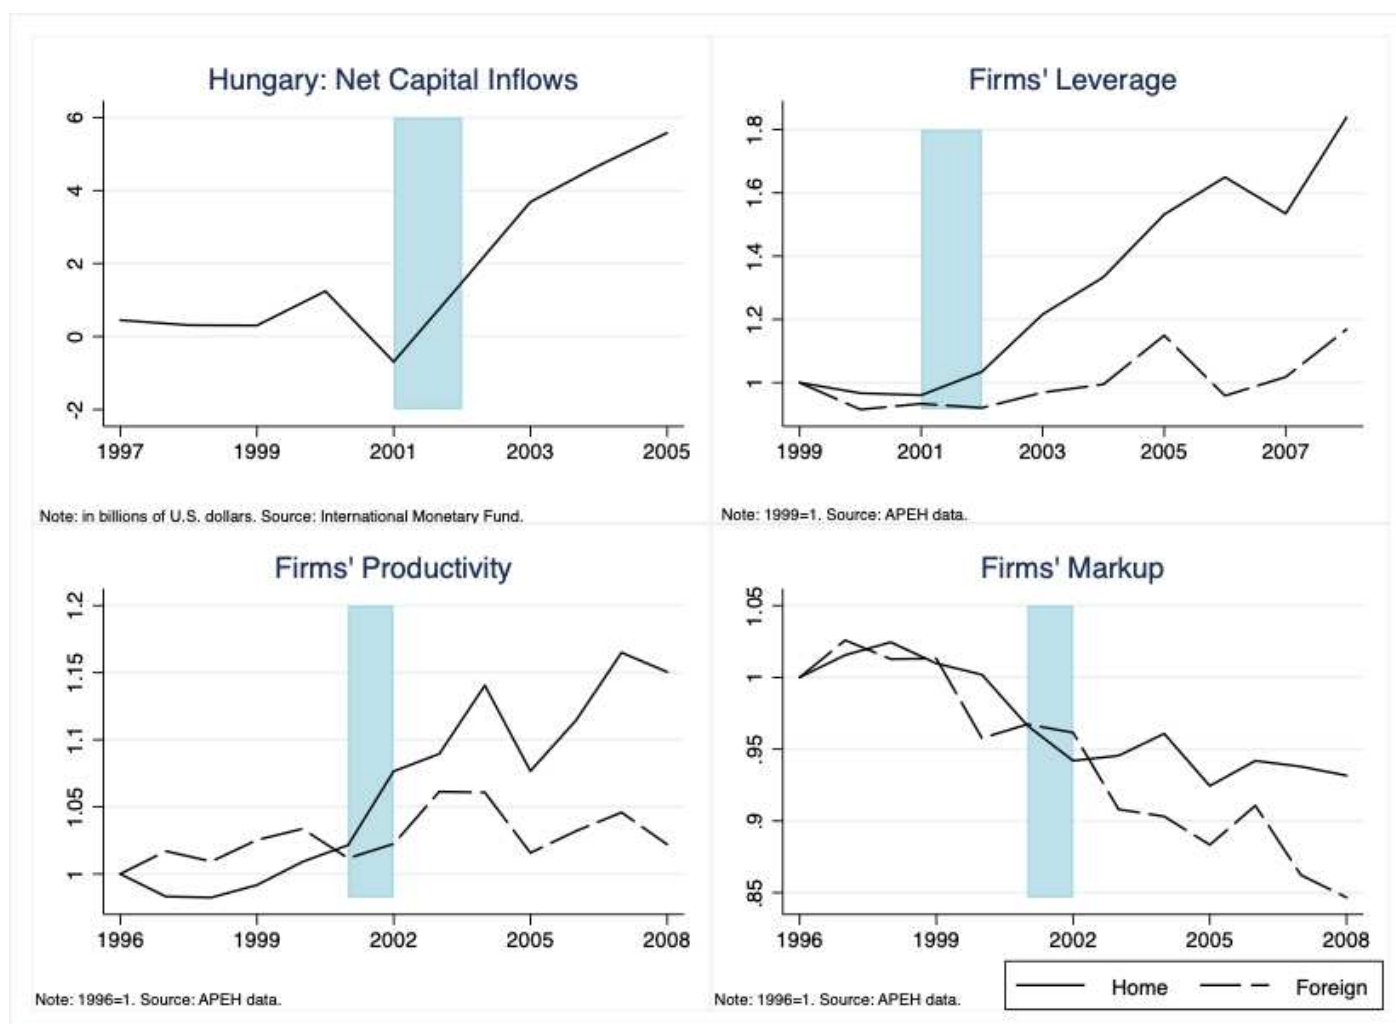 Hungary: Net Capital Inflows
6
4
2
0
-2
1997 1999 2001 2003 2005
Note: in billions of U.S. dollars. Source: International Monetary Fund.
Firms' Leverage
1.8
1.6
1.4
1.2
1
1999 2001 2003 2005 2007
Note: 1999=1. Source: APEH data.
Firms' Productivity
1.2
1.15
1.1
1.05
1
1996 1999 2002 2005 2008
Note: 1996=1. Source: APEH data.
Firms' Markup
1.05
1
.95
.9
.85
1996 1999 2002 2005 2008
Note: 1996=1. Source: APEH data.
Home Foreign